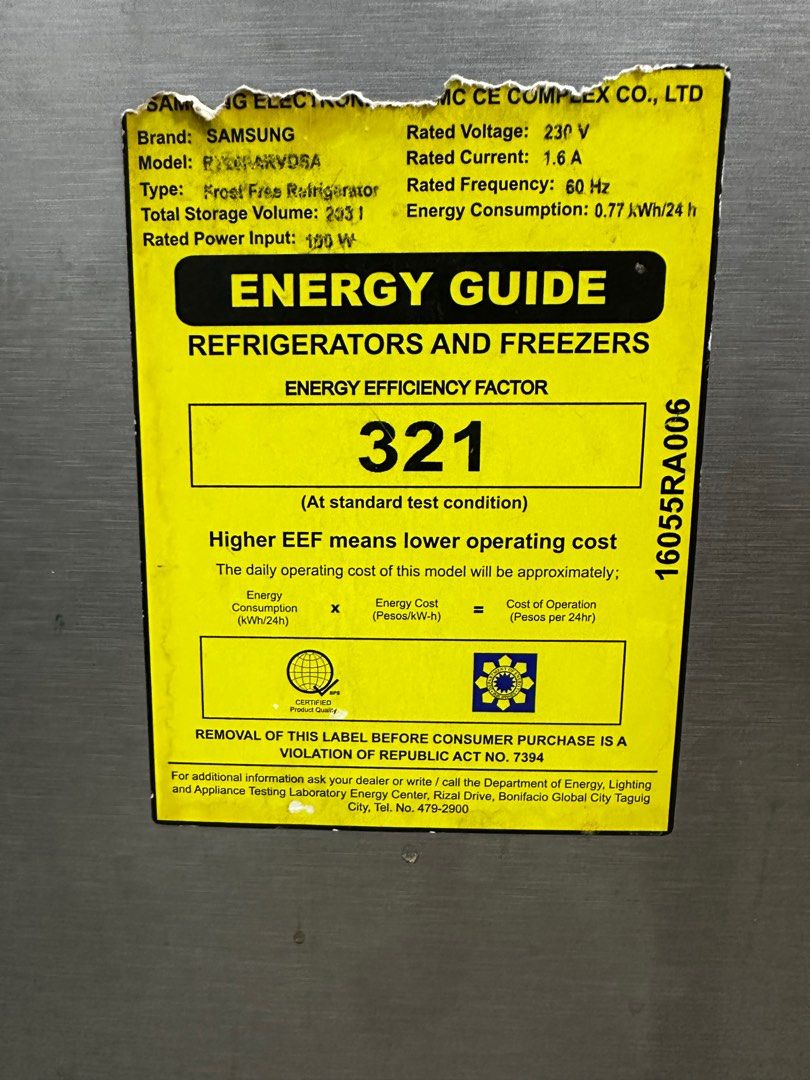 CE COMPLEX CO., LTD
Brand: SAMSUNG
Rated Voltage: 230 V
Model:
Rated Current: 1.6 A
Type: Frost Free Refrigerator
Rated Frequency: 60 Hz
Total Storage Volume:
Energy Consumption: 0.77 kWh/24 h
Rated Power Input:
ENERGY GUIDE
REFRIGERATORS AND FREEZERS
ENERGY EFFICIENCY FACTOR
321
(At standard test condition)
16055RA006
Higher EEF means lower operating cost
The daily operating cost of this model will be approximately;
Energy
Consumption
(kWh/24h)
x
Energy Cost
(Pesos/kW-h)
=
Cost of Operation
(Pesos per 24hr)
BPS
CERTIFIED
Product Quality
REMOVAL OF THIS LABEL BEFORE CONSUMER PURCHASE IS A
VIOLATION OF REPUBLIC ACT NO. 7394
For additional information ask your dealer or write / call the Department of Energy, Lighting
and Appliance Testing Laboratory Energy Center, Rizal Drive, Bonifacio Global City Taguig
City, Tel. No. 479-2900